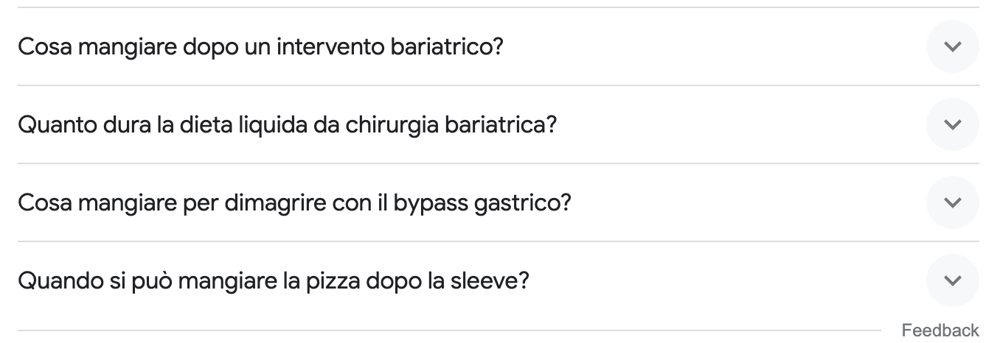 Cosa mangiare dopo un intervento bariatrico?
Quanto dura la dieta liquida da chirurgia bariatrica?
Cosa mangiare per dimagrire con il bypass gastrico?
Quando si può mangiare la pizza dopo la sleeve?
Feedback